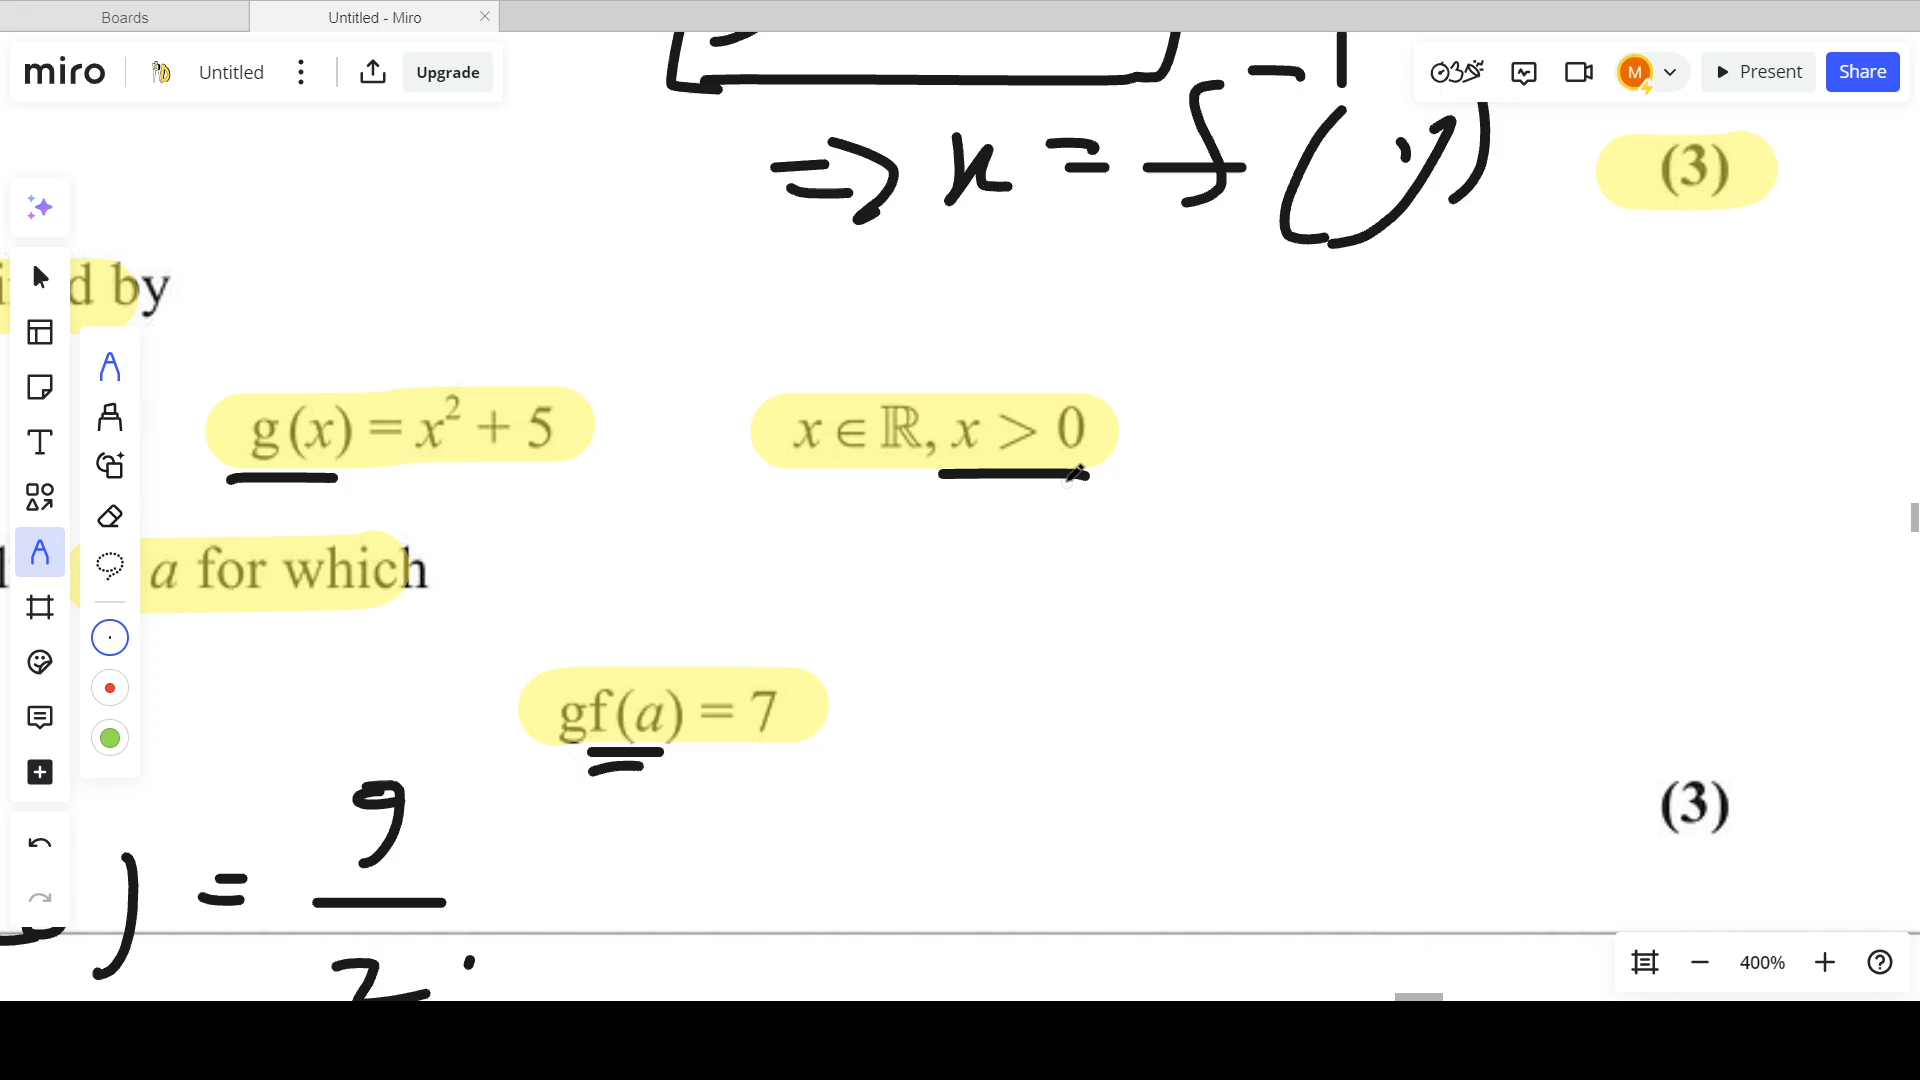 Boards
Untitled - Miro
miro
Untitled
Upgrade
M
Present
Share
⇒ x = f⁻¹(y)
(3)
d by
g(x) = x² + 5
x ∈ ℝ, x > 0
a for which
gf(a) = 7
(3)
) = 9
2
400%